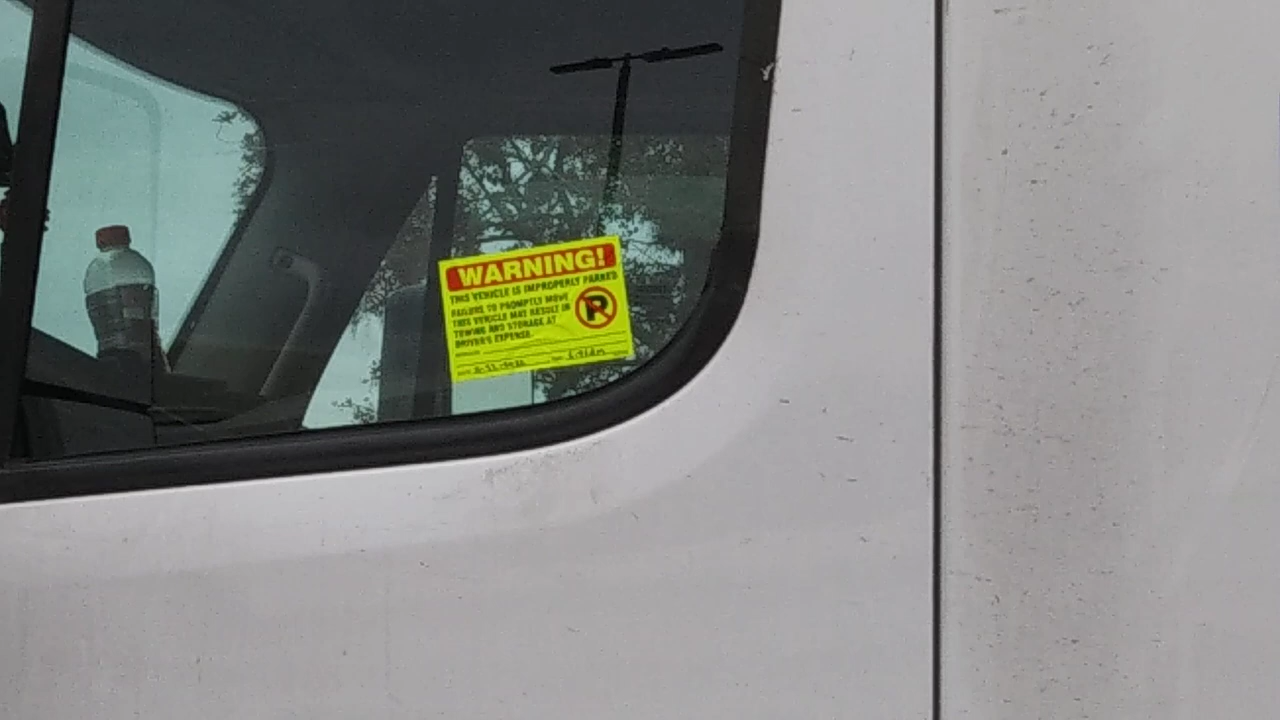 WARNING!
THIS VEHICLE IS IMPROPERLY PARKED
FAILURE TO PROMPTLY MOVE
THIS VEHICLE MAY RESULT IN
TOWING AND STORAGE AT
DRIVER'S EXPENSE.
P